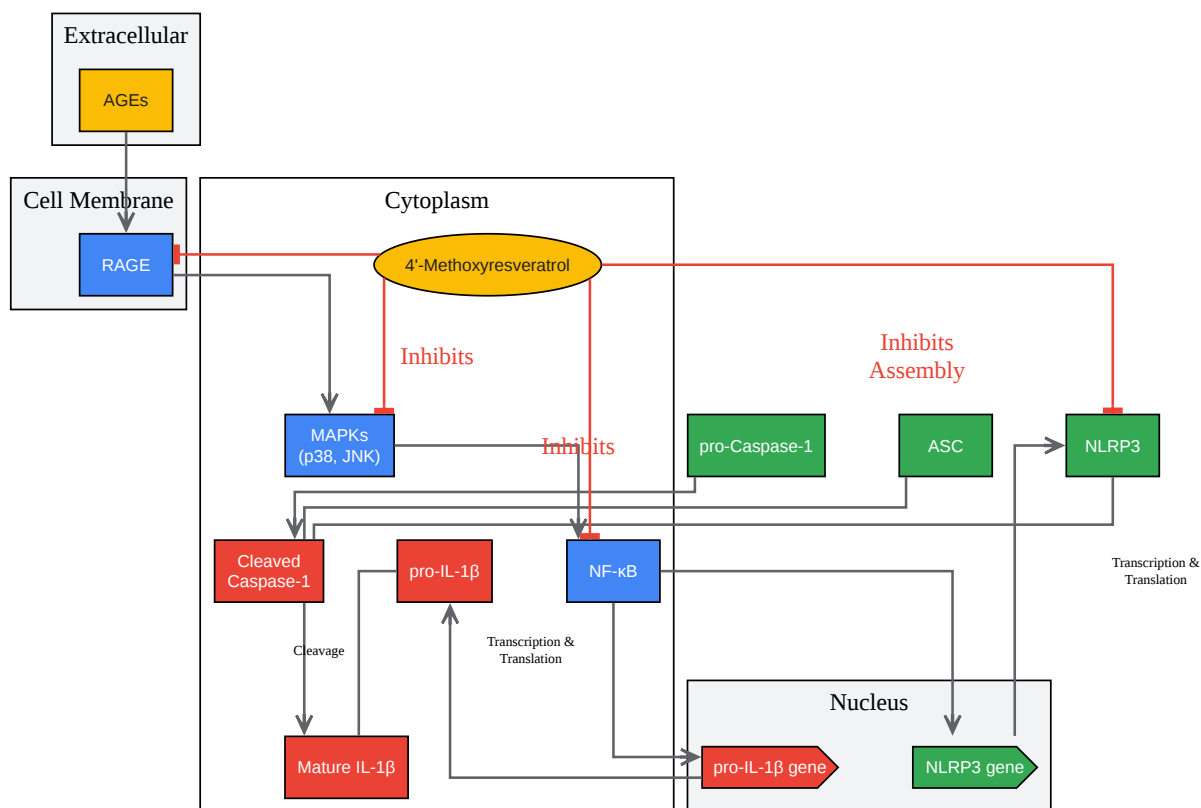 Extracellular
AGEs
Cell Membrane
RAGE
Cytoplasm
4'-Methoxyresveratrol
Inhibits
Inhibits
Assembly
Inhibits
MAPKs
(p38, JNK)
pro-Caspase-1
ASC
NLRP3
Cleaved
Caspase-1
pro-IL-1β
NF-κB
Transcription &
Translation
Cleavage
Transcription &
Translation
Nucleus
Mature IL-1β
pro-IL-1β gene
NLRP3 gene